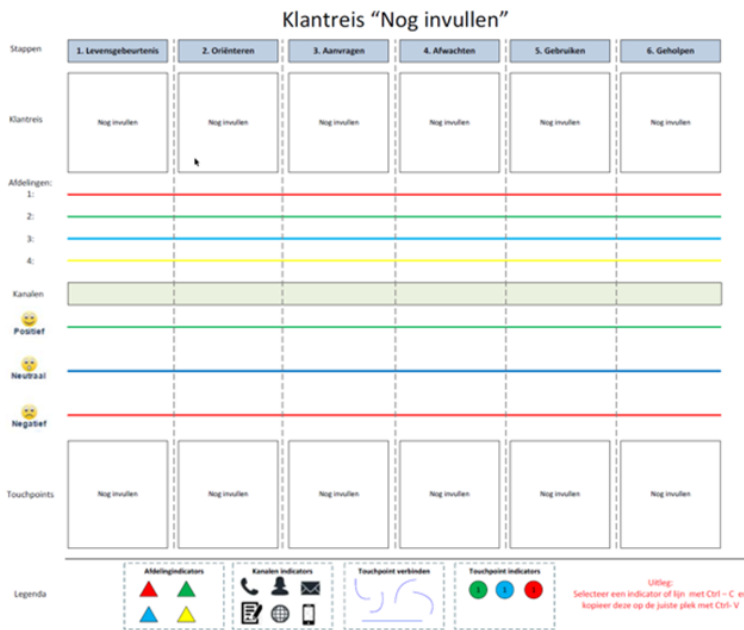 Klantreis "Nog invullen"
Stappen
1. Levensgebeurtenis
2. Oriënteren
3. Aanvragen
4. Afwachten
5. Gebruiken
6. Geholpen
Klantreis
Nog invullen
Nog invullen
Nog invullen
Nog invullen
Nog invullen
Nog invullen
Afdelingen:
1:
2:
3:
4:
Kanalen
Positief
Neutraal
Negatief
Touchpoints
Nog invullen
Nog invullen
Nog invullen
Nog invullen
Nog invullen
Nog invullen
Legenda
Afdelingindicators
Kanalen indicators
Touchpoint verbinden
Touchpoint indicators
1
1
1
Uitleg:
Selecteer een indicator of lijn met Ctrl – C e
kopieer deze op de juiste plek met Ctrl- V